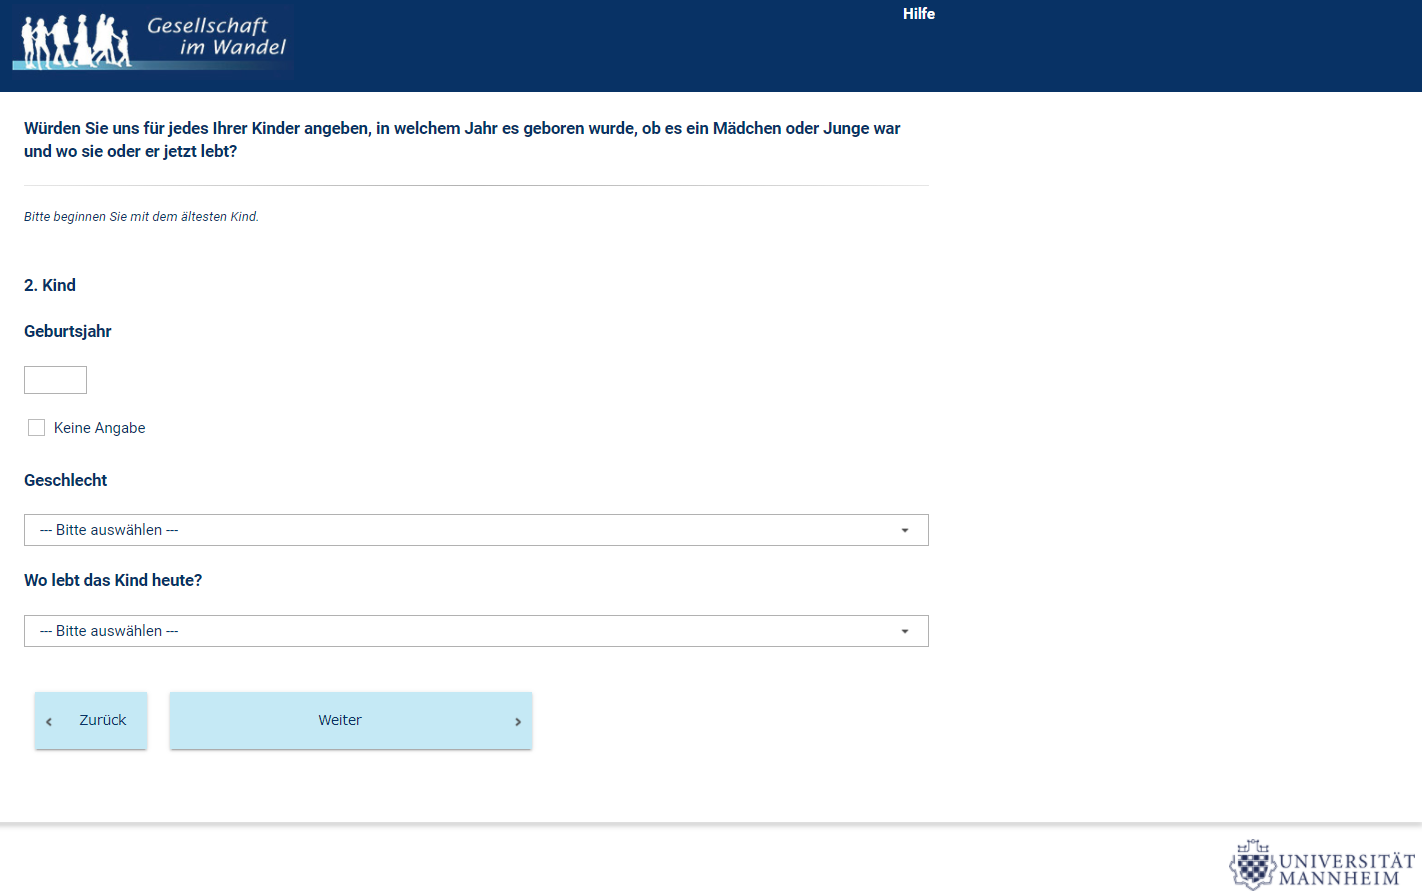 Gesellschaft
im Wandel
Hilfe
Würden Sie uns für jedes Ihrer Kinder angeben, in welchem Jahr es geboren wurde, ob es ein Mädchen oder Junge war
und wo sie oder er jetzt lebt?
Bitte beginnen Sie mit dem ältesten Kind.
2. Kind
Geburtsjahr
Keine Angabe
Geschlecht
--- Bitte auswählen ---
Wo lebt das Kind heute?
--- Bitte auswählen ---
Zurück
Weiter
UNIVERSITÄT
MANNHEIM